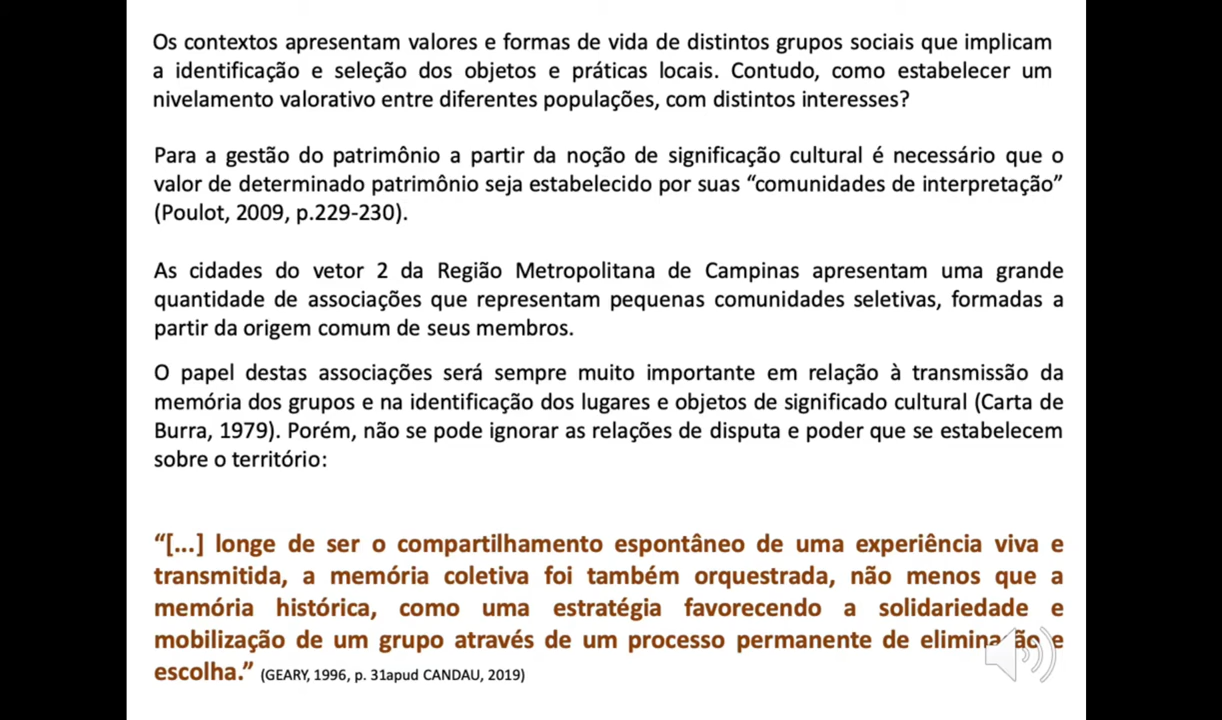 Os contextos apresentam valores e formas de vida de distintos grupos sociais que implicam
a identificação e seleção dos objetos e práticas locais. Contudo, como estabelecer um
nivelamento valorativo entre diferentes populações, com distintos interesses?
Para a gestão do patrimônio a partir da noção de significação cultural é necessário que o
valor de determinado patrimônio seja estabelecido por suas “comunidades de interpretação”
(Poulot, 2009, p.229-230).
As cidades do vetor 2 da Região Metropolitana de Campinas apresentam uma grande
quantidade de associações que representam pequenas comunidades seletivas, formadas a
partir da origem comum de seus membros.
O papel destas associações será sempre muito importante em relação à transmissão da
memória dos grupos e na identificação dos lugares e objetos de significado cultural (Carta de
Burra, 1979). Porém, não se pode ignorar as relações de disputa e poder que se estabelecem
sobre o território:
“[...] longe de ser o compartilhamento espontâneo de uma experiência viva e
transmitida, a memória coletiva foi também orquestrada, não menos que a
memória histórica, como uma estratégia favorecendo a solidariedade e
mobilização de um grupo através de um processo permanente de eliminação e
escolha.” (GEARY, 1996, p. 31apud CANDAU, 2019)